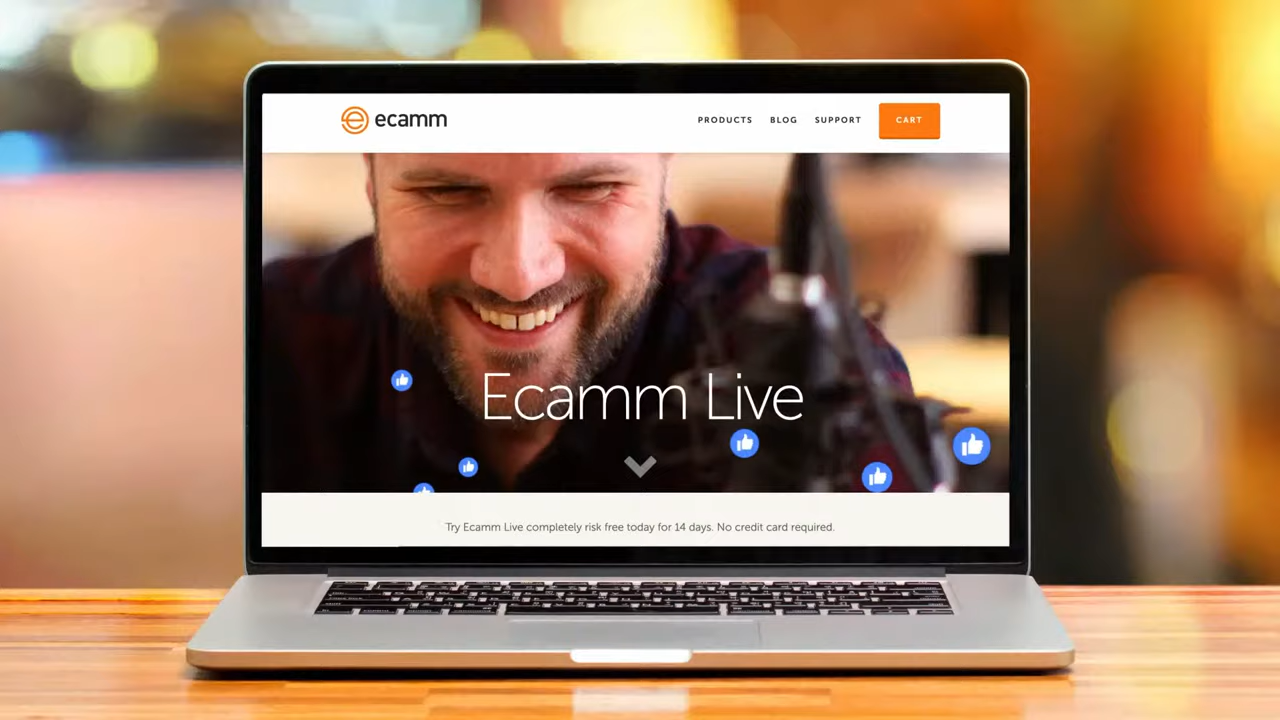 ecamm
PRODUCTS BLOG SUPPORT CART
Ecamm Live
Try Ecamm Live completely risk free today for 14 days. No credit card required.